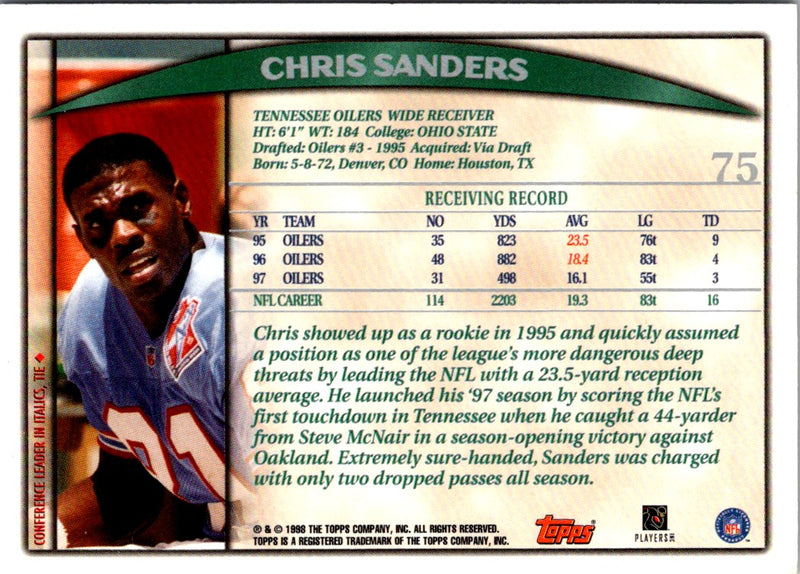 CHRIS SANDERS
TENNESSEE OILERS WIDE RECEIVER
HT: 6'1" WT: 184 College: OHIO STATE
Drafted: Oilers #3 - 1995 Acquired: Via Draft
Born: 5-8-72, Denver, CO Home: Houston, TX
75
RECEIVING RECORD
YR TEAM NO YDS AVG LG TD
95 OILERS 35 823 23.5 76t 9
96 OILERS 48 882 18.4 83t 4
97 OILERS 31 498 16.1 55t 3
NFL CAREER 114 2203 19.3 83t 16
Chris showed up as a rookie in 1995 and quickly assumed
a position as one of the league's more dangerous deep
threats by leading the NFL with a 23.5-yard reception
average. He launched his '97 season by scoring the NFL's
first touchdown in Tennessee when he caught a 44-yarder
from Steve McNair in a season-opening victory against
Oakland. Extremely sure-handed, Sanders was charged
with only two dropped passes all season.
CONFERENCE LEADER IN ITALICS, TIE ◆
81
® & © 1998 THE TOPPS COMPANY, INC. ALL RIGHTS RESERVED.
TOPPS IS A REGISTERED TRADEMARK OF THE TOPPS COMPANY, INC.
Topps
PLAYERS
NFL